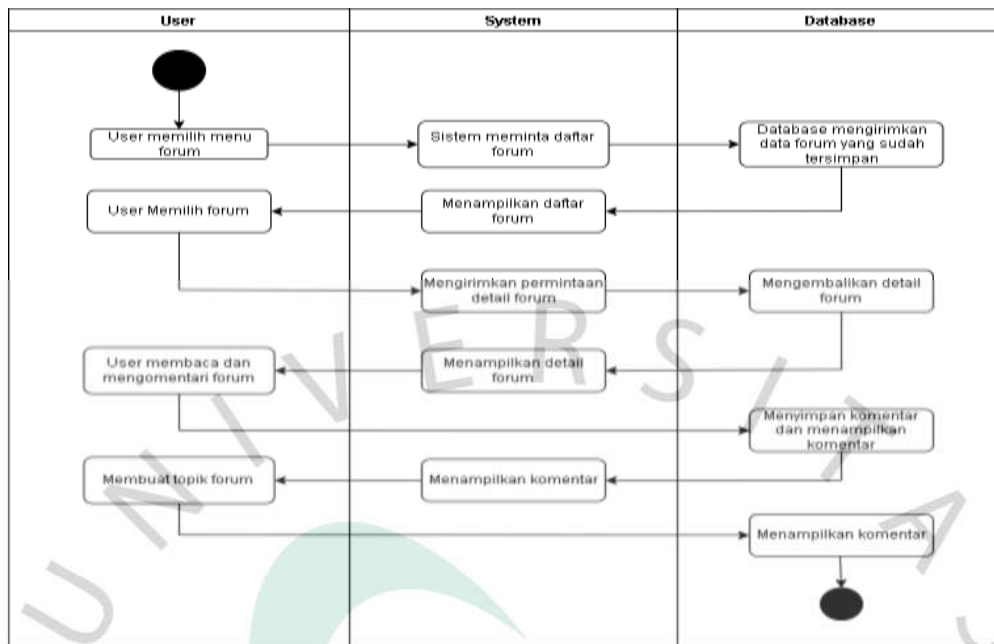 User
System
Database
User memilih menu
forum
Sistem meminta daftar
forum
Database mengirimkan
data forum yang sudah
tersimpan
User Memilih forum
Menampilkan daftar
forum
Mengirimkan permintaan
detail forum
Mengembalikan detail
forum
User membaca dan
mengomentari forum
Menampilkan detail
forum
Menyimpan komentar
dan menampilkan
komentar
Membuat topik forum
Menampilkan komentar
Menampilkan komentar
UNIVERSITAS